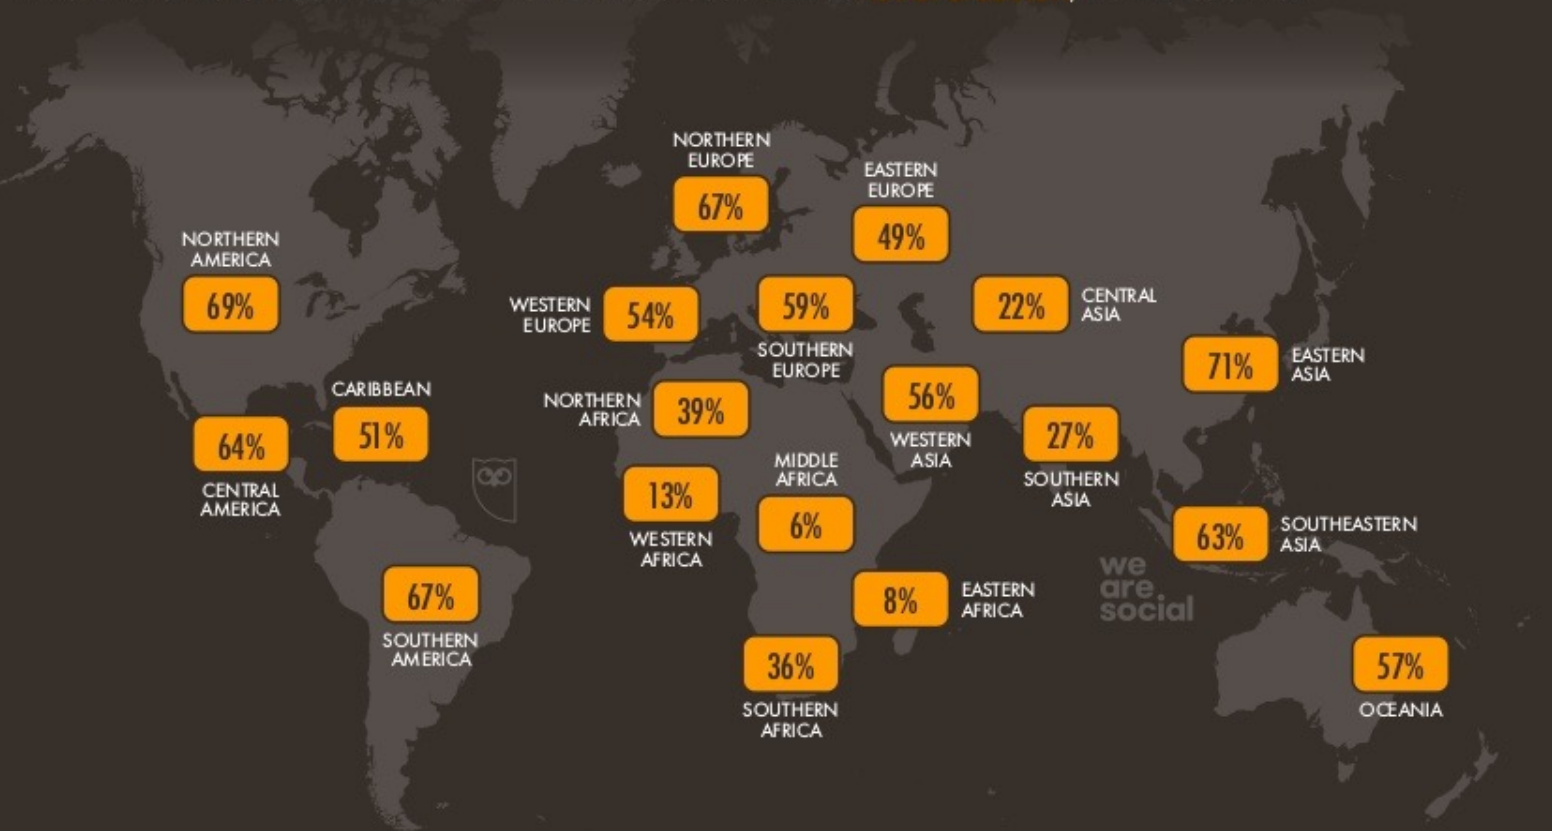 NORTHERN
EUROPE
67%
EASTERN
EUROPE
49%
NORTHERN
AMERICA
69%
WESTERN
EUROPE
54%
59%
SOUTHERN
EUROPE
22%
CENTRAL
ASIA
71%
EASTERN
ASIA
CARIBBEAN
51%
64%
CENTRAL
AMERICA
NORTHERN
AFRICA
39%
56%
WESTERN
ASIA
27%
SOUTHERN
ASIA
13%
WESTERN
AFRICA
MIDDLE
AFRICA
6%
63%
SOUTHEASTERN
ASIA
we
are
social
67%
SOUTHERN
AMERICA
8%
EASTERN
AFRICA
36%
SOUTHERN
AFRICA
57%
OCEANIA